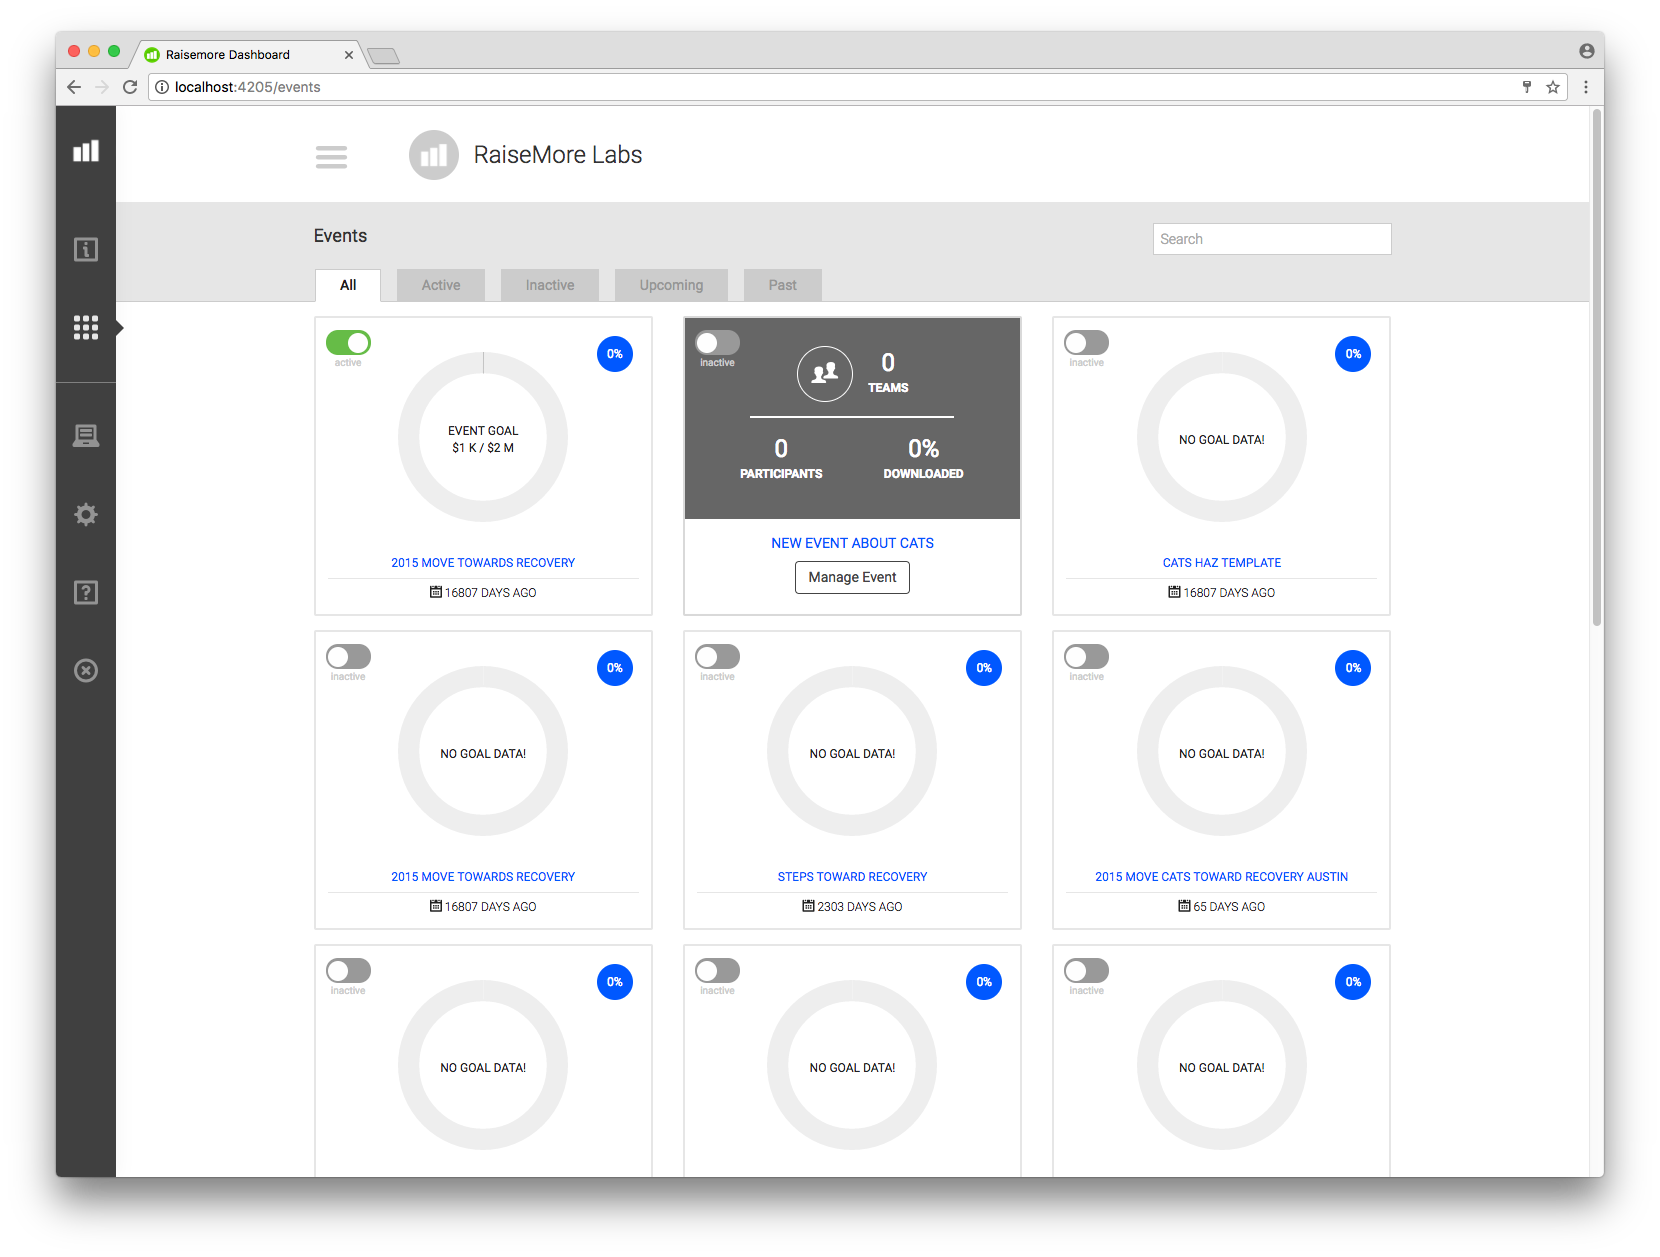 Raisemore Dashboard
localhost:4205/events
RaiseMore Labs
Events
Search
All
Active
Inactive
Upcoming
Past
active
0%
EVENT GOAL
$1 K / $2 M
2015 MOVE TOWARDS RECOVERY
16807 DAYS AGO
inactive
0
TEAMS
0
PARTICIPANTS
0%
DOWNLOADED
NEW EVENT ABOUT CATS
Manage Event
inactive
0%
NO GOAL DATA!
CATS HAZ TEMPLATE
16807 DAYS AGO
inactive
0%
NO GOAL DATA!
2015 MOVE TOWARDS RECOVERY
16807 DAYS AGO
inactive
0%
NO GOAL DATA!
STEPS TOWARD RECOVERY
2303 DAYS AGO
inactive
0%
NO GOAL DATA!
2015 MOVE CATS TOWARD RECOVERY AUSTIN
65 DAYS AGO
inactive
0%
NO GOAL DATA!
inactive
0%
NO GOAL DATA!
inactive
0%
NO GOAL DATA!